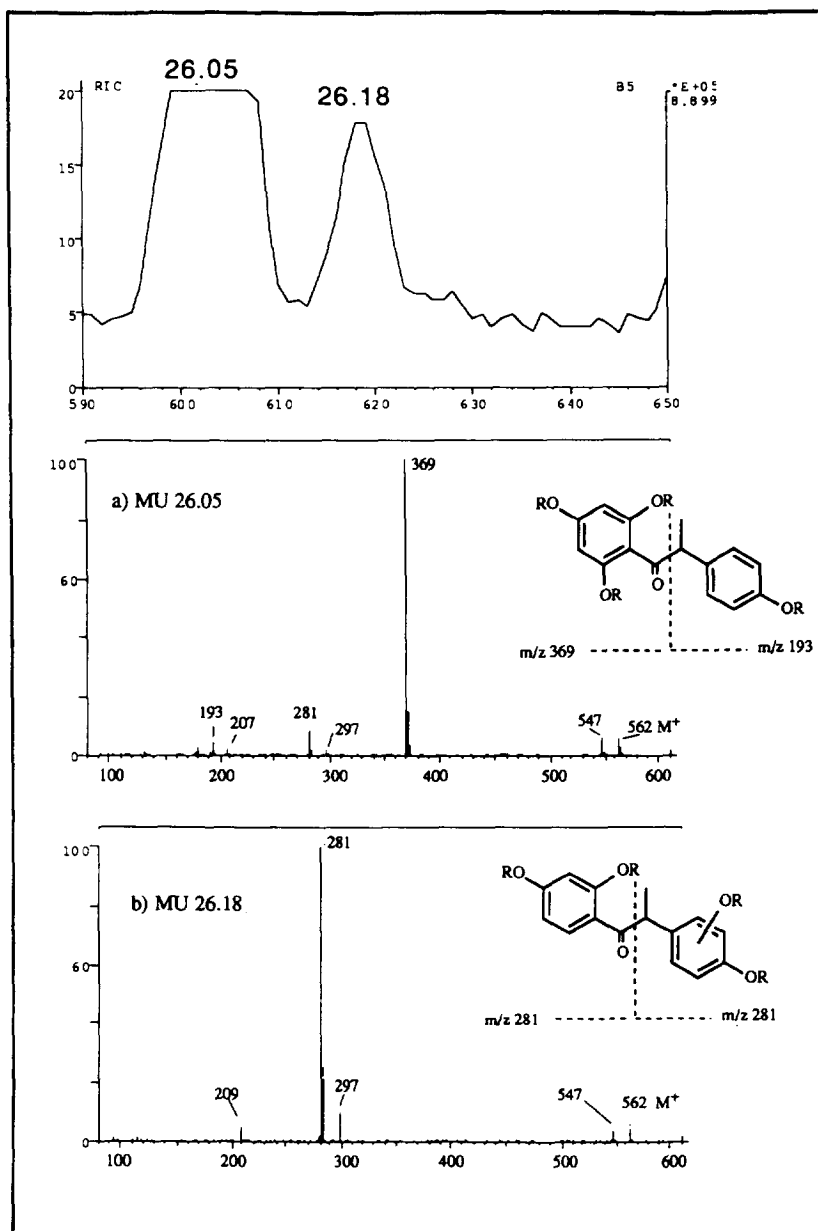 26.05
26.18
RIC
B5
*E+05
8.899
20
15
10
5
0
590 600 610 620 630 640 650
100
60
0
a) MU 26.05
369
193
207
281
297
547
562 M+
RO
OR
O
OR
OR
m/z 369
m/z 193
100 200 300 400 500 600
100
60
0
b) MU 26.18
281
209
297
547
562 M+
RO
OR
OR
O
OR
m/z 281
m/z 281
100 200 300 400 500 600